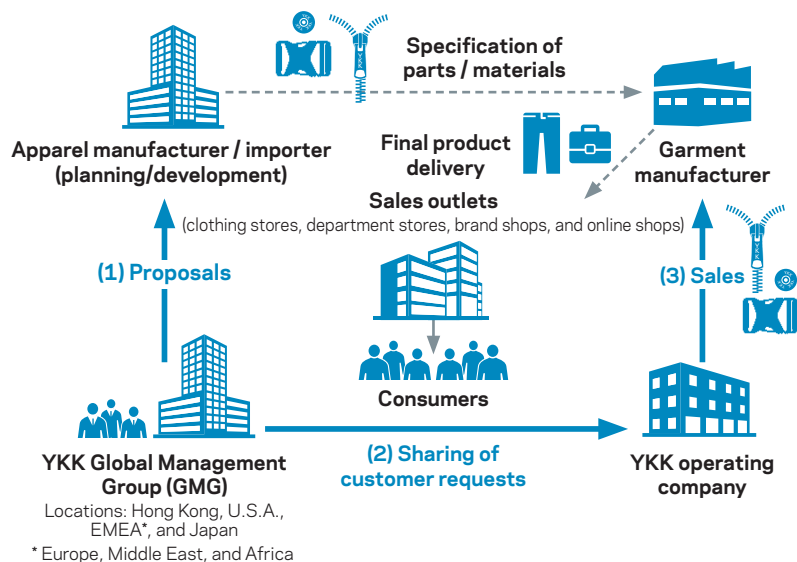 Specification of
parts / materials
Apparel manufacturer / importer
(planning/development)
Final product
delivery
Garment
manufacturer
Sales outlets
(clothing stores, department stores, brand shops, and online shops)
(1) Proposals
(3) Sales
Consumers
(2) Sharing of
customer requests
YKK Global Management
Group (GMG)
Locations: Hong Kong, U.S.A.,
EMEA*, and Japan
* Europe, Middle East, and Africa
YKK operating
company